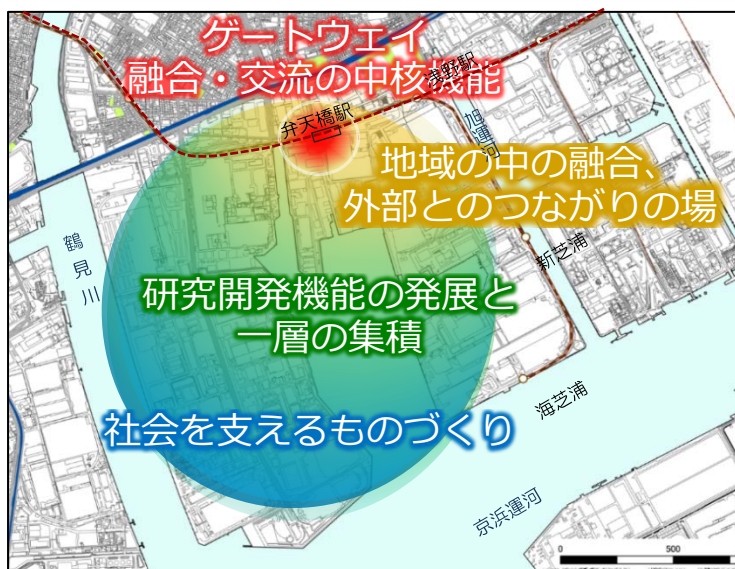 ゲートウェイ
融合・交流の中核機能
浅野駅
弁天橋駅
旭運河
地域の中の融合、
外部とのつながりの場
鶴見川
新芝浦
研究開発機能の発展と
一層の集積
海芝浦
社会を支えるものづくり
京浜運河
0 500